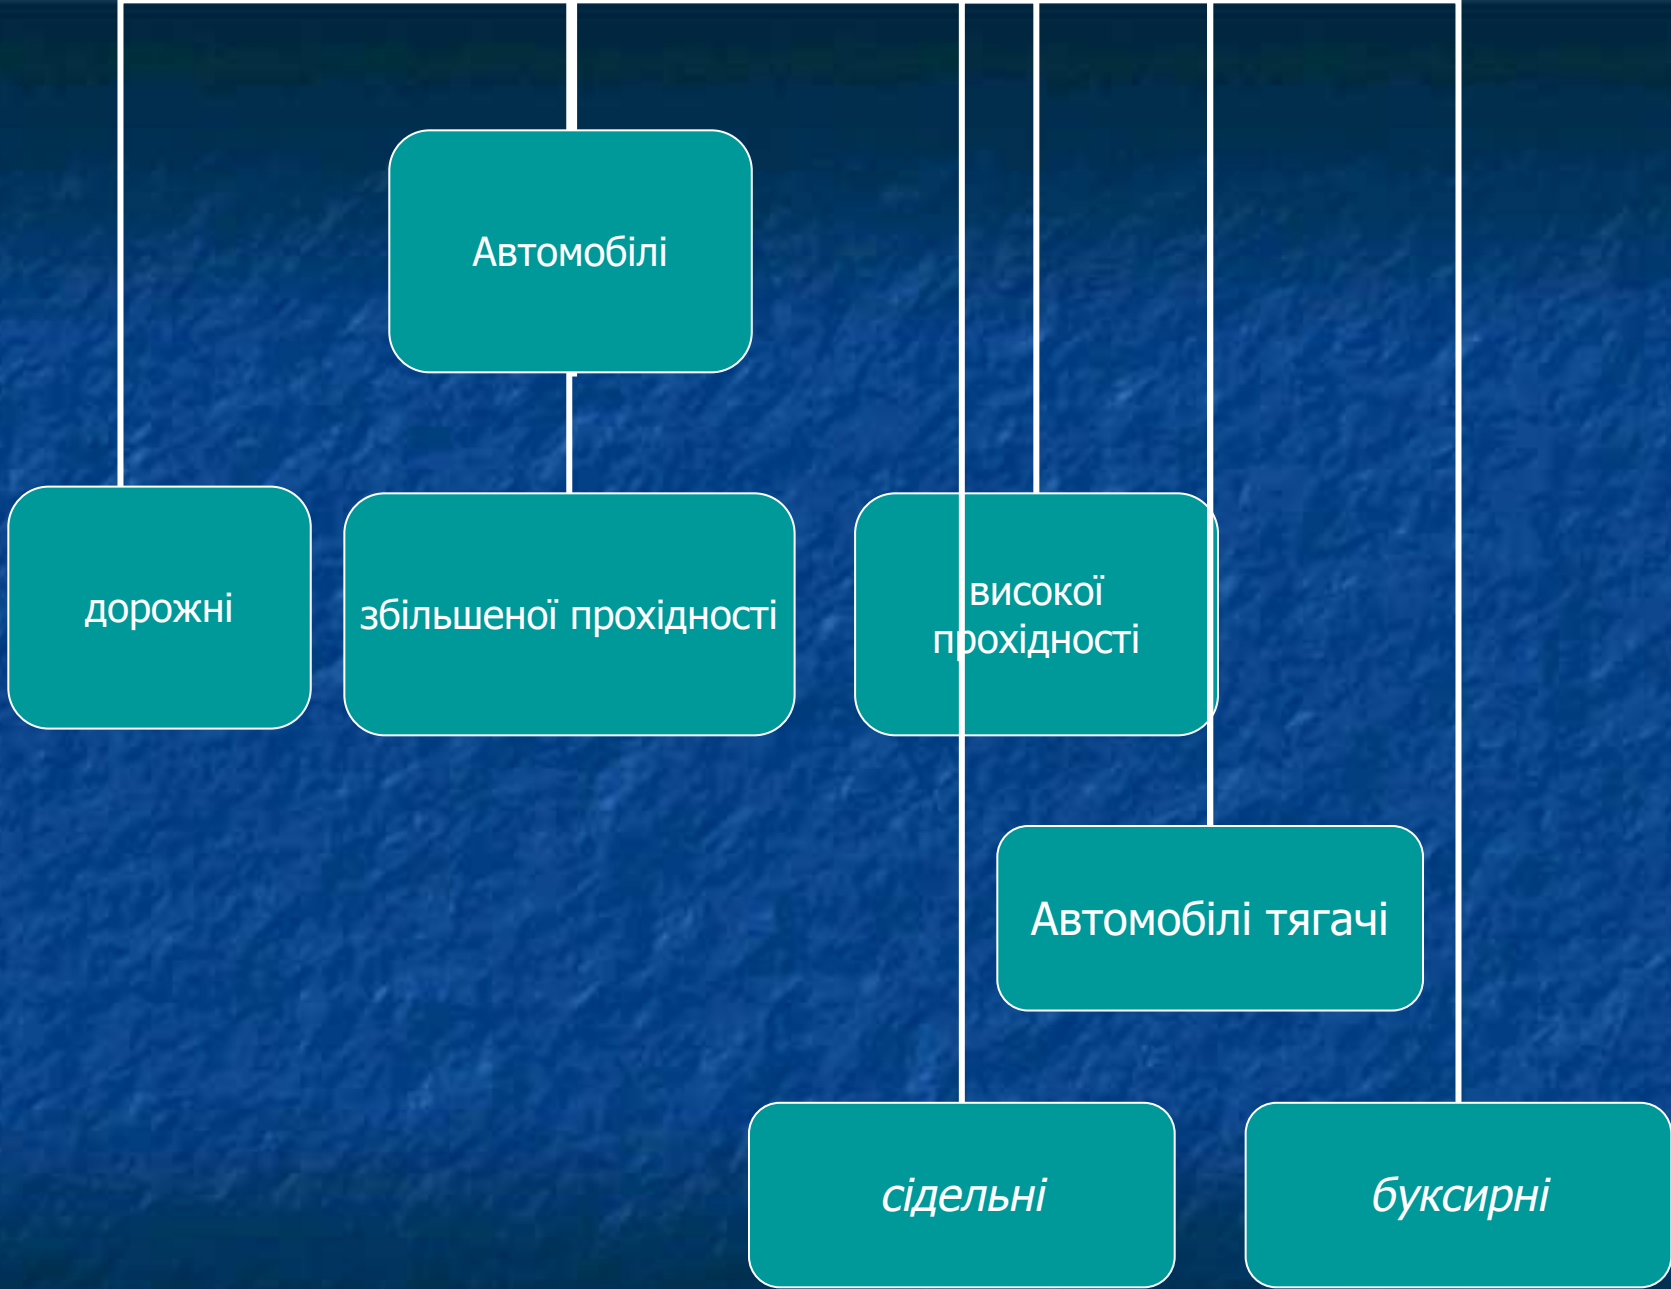 Автомобілі
дорожні
збільшеної прохідності
високої
прохідності
Автомобілі тягачі
сідельні
буксирні